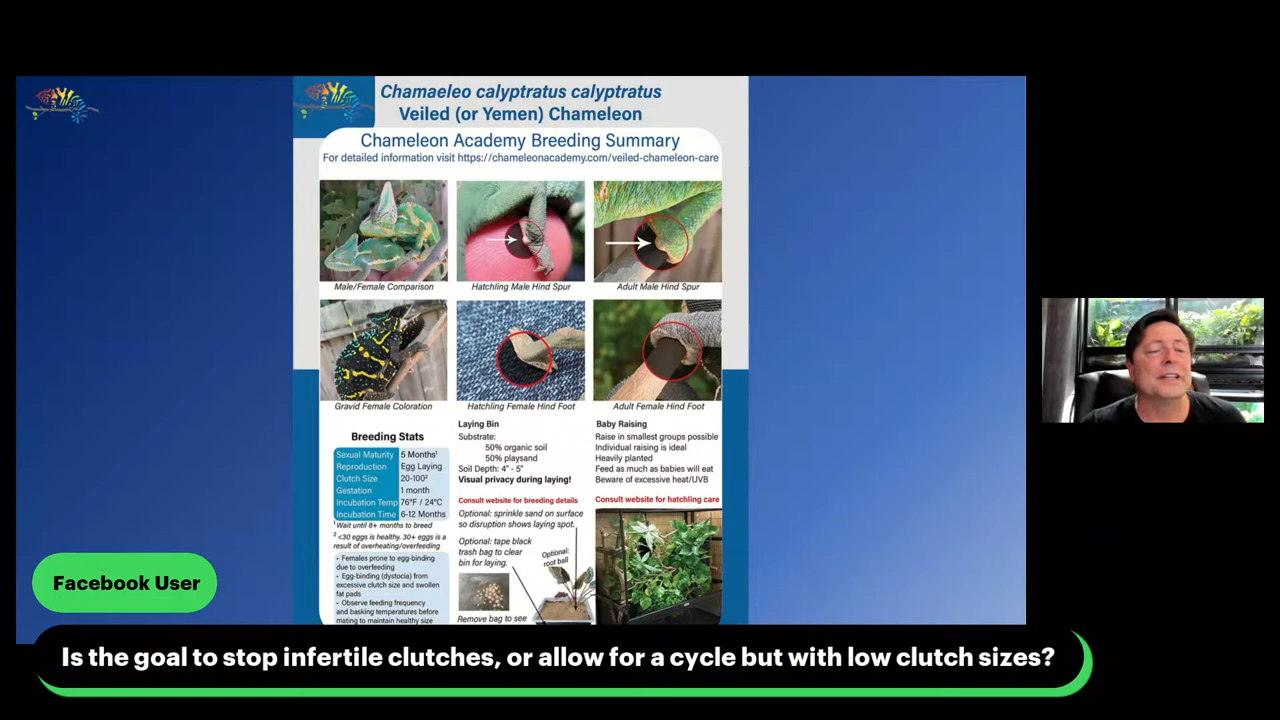 Chamaeleo calyptratus calyptratus
Veiled (or Yemen) Chameleon
Chameleon Academy Breeding Summary
For detailed information visit https://chameleonacademy.com/veiled-chameleon-care
Male/Female Comparison
Hatchling Male Hind Spur
Adult Male Hind Spur
Gravid Female Coloration
Hatchling Female Hind Foot
Adult Female Hind Foot
Breeding Stats
Sexual Maturity 5 Months¹
Reproduction Egg Laying
Clutch Size 20-100²
Gestation 1 month
Incubation Temp 76°F / 24°C
Incubation Time 6-12 Months
¹ Wait until 8+ months to breed
² <30 eggs is healthy. 30+ eggs is a
result of overheating/overfeeding
• Females prone to egg-binding
due to overfeeding
• Egg-binding (dystocia) from
excessive clutch size and swollen
fat pads
• Observe feeding frequency
and basking temperatures before
mating to maintain healthy size
Laying Bin
Substrate:
50% organic soil
50% playsand
Soil Depth: 4" - 5"
Visual privacy during laying!
Consult website for breeding details
Optional: sprinkle sand on surface
so disruption shows laying spot.
Optional: tape black
trash bag to clear
bin for laying.
Optional:
root ball
Remove bag to see
Baby Raising
Raise in smallest groups possible
Individual raising is ideal
Heavily planted
Feed as much as babies will eat
Beware of excessive heat/UVB
Consult website for hatchling care
Facebook User
Is the goal to stop infertile clutches, or allow for a cycle but with low clutch sizes?